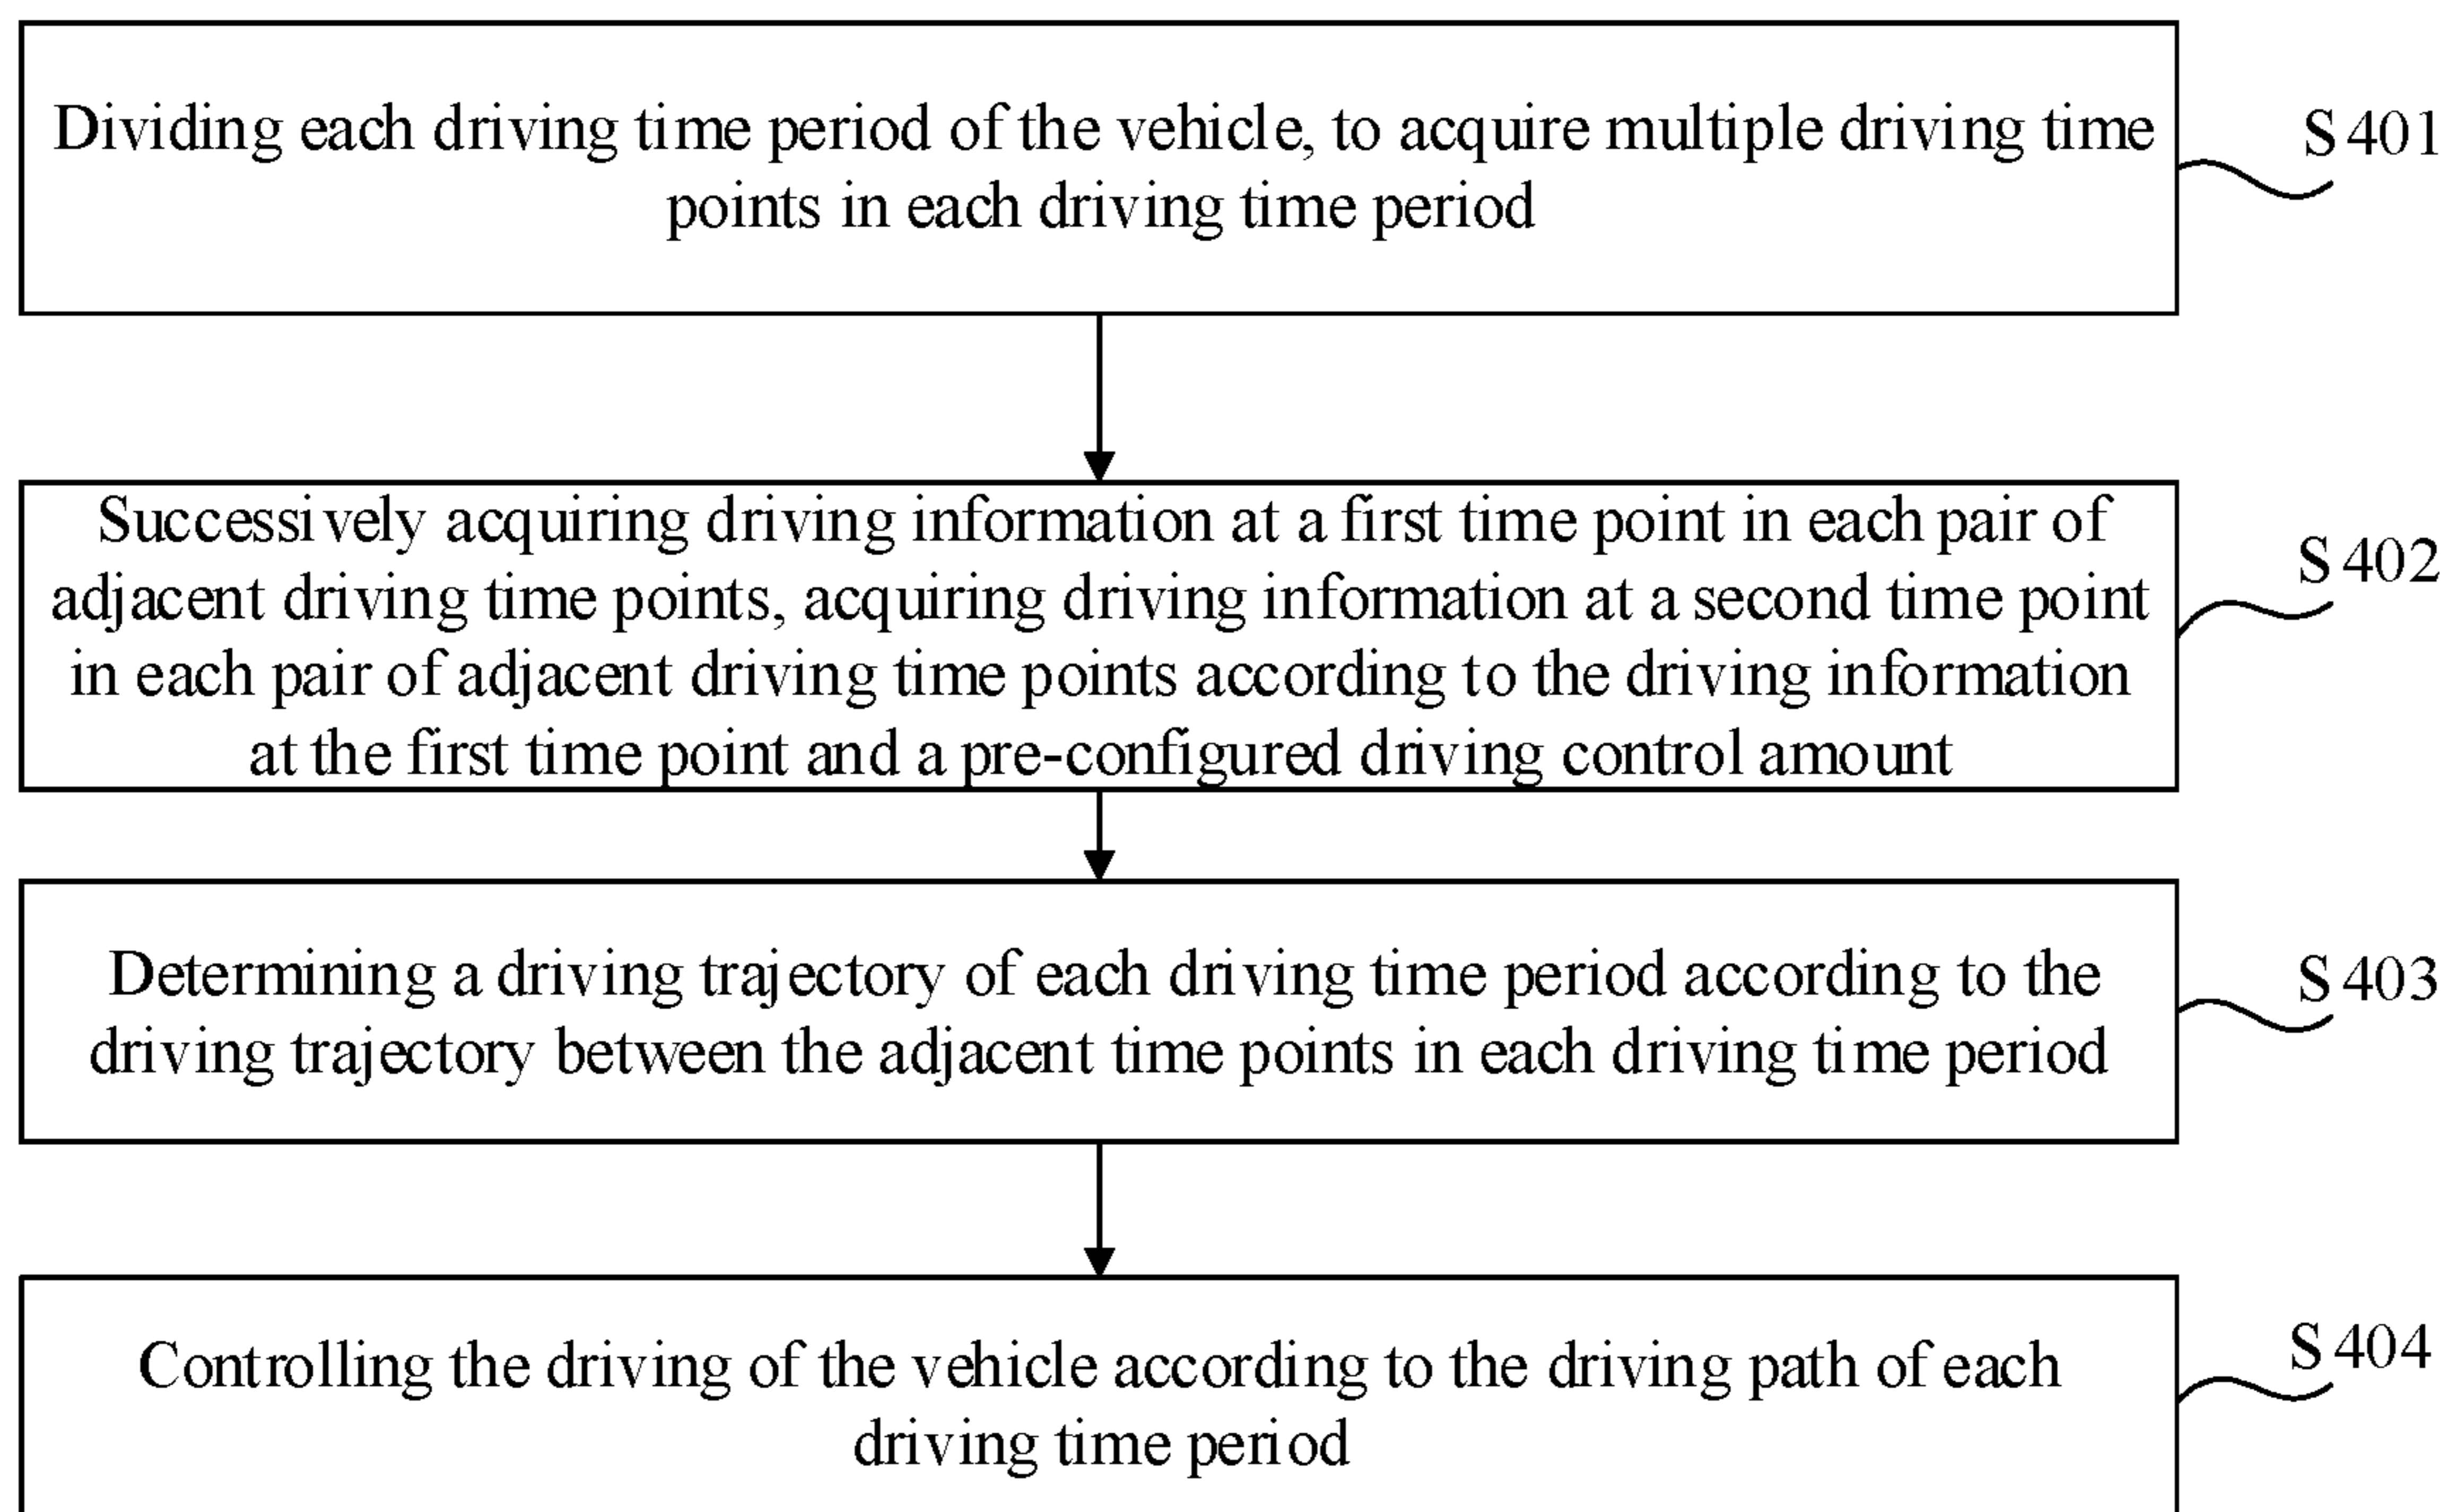 Dividing each driving time period of the vehicle, to acquire multiple driving time
points in each driving time period
S401
Successively acquiring driving information at a first time point in each pair of
adjacent driving time points, acquiring driving information at a second time point
in each pair of adjacent driving time points according to the driving information
at the first time point and a pre-configured driving control amount
S402
Determining a driving trajectory of each driving time period according to the
driving trajectory between the adjacent time points in each driving time period
S403
Controlling the driving of the vehicle according to the driving path of each
driving time period
S404